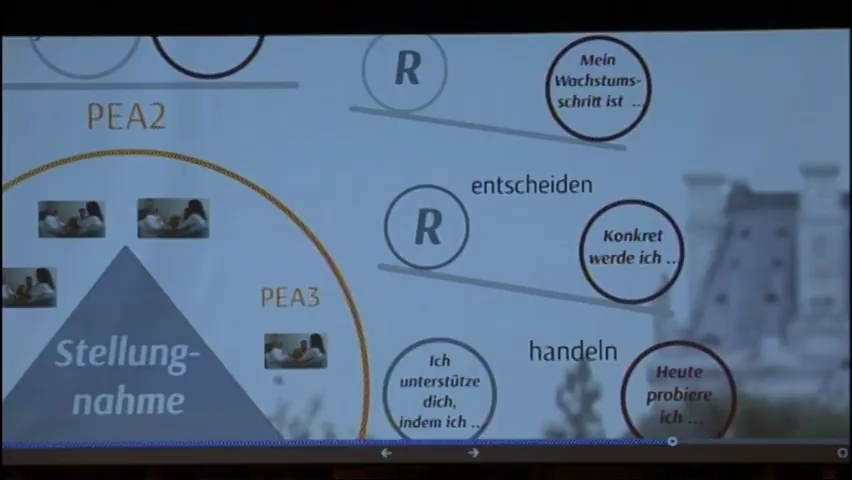 R
Mein
Wachstums-
schritt ist ...
PEA2
entscheiden
R
Konkret
werde ich ...
PEA3
handeln
Stellung-
nahme
Ich
unterstütze
dich,
indem ich ...
Heute
probiere
ich ...